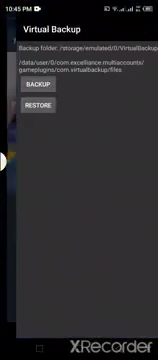 10:45 PM
Virtual Backup
Backup folder: /storage/emulated/0/VirtualBackup
/data/user/0/com.excelliance.multiaccounts/
gameplugins/com.virtualbackup/files
BACKUP
RESTORE
XRecorder